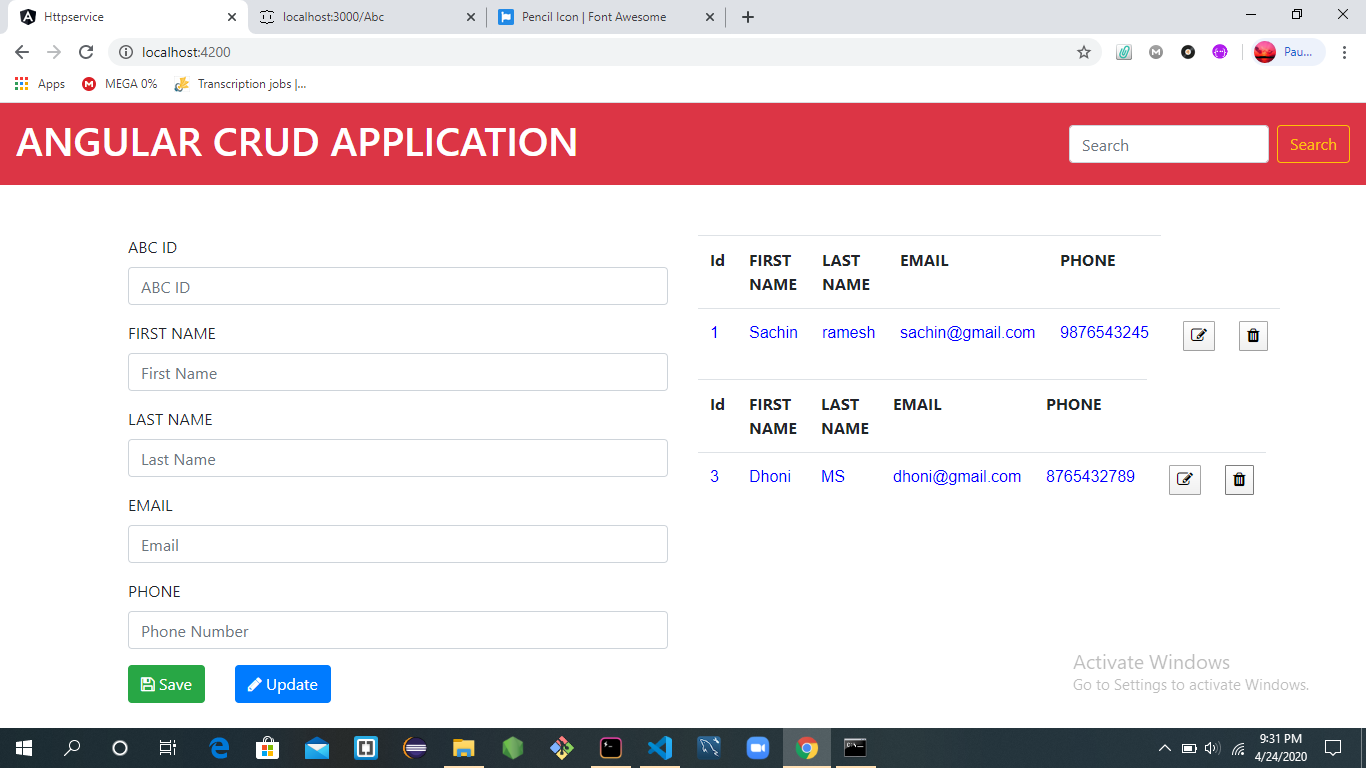 Httpservice
localhost:3000/Abc
Pencil Icon | Font Awesome
localhost:4200
Pau...
Apps
MEGA 0%
Transcription jobs |...
ANGULAR CRUD APPLICATION
Search
Search
ABC ID
ABC ID
FIRST NAME
First Name
LAST NAME
Last Name
EMAIL
Email
PHONE
Phone Number
Save
Update
Id FIRST NAME LAST NAME EMAIL PHONE
1 Sachin ramesh sachin@gmail.com 9876543245
Id FIRST NAME LAST NAME EMAIL PHONE
3 Dhoni MS dhoni@gmail.com 8765432789
Activate Windows
Go to Settings to activate Windows.
9:31 PM
4/24/2020